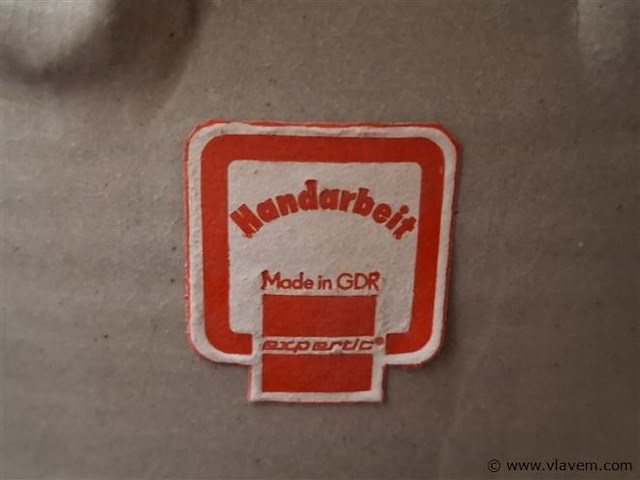 Handarbeit
Made in GDR
expertic®
© www.vlavem.com